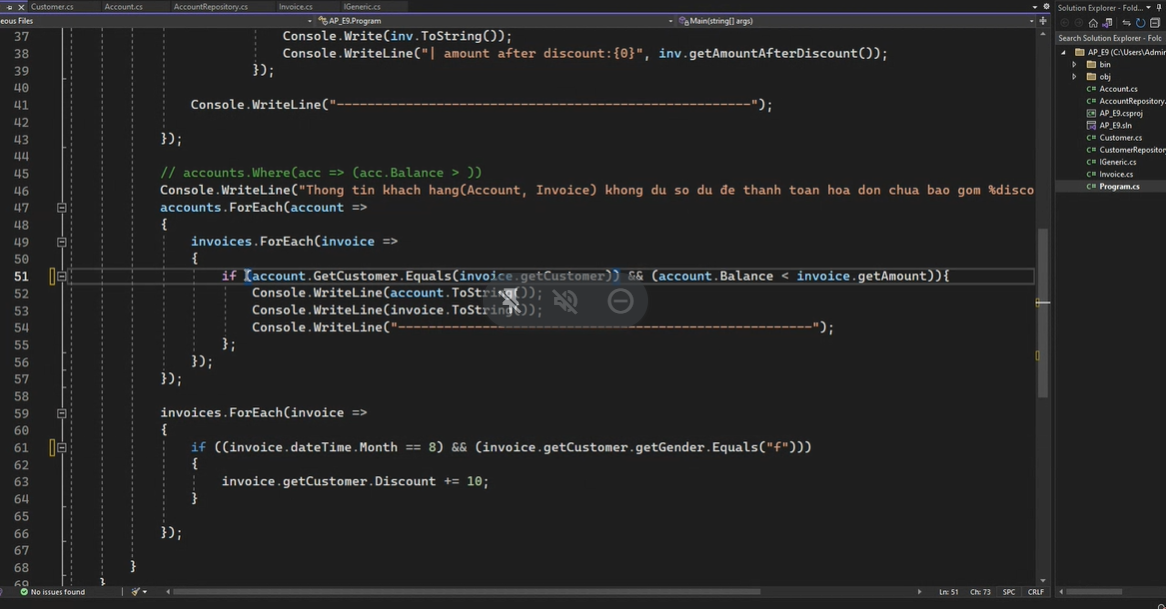 Customer.cs Account.cs AccountRepository.cs Invoice.cs IGeneric.cs
Solution Explorer - Fold...
eous Files AP_E9.Program Main(string[] args)
Search Solution Explorer - Folc
37 Console.Write(inv.ToString());
38 Console.WriteLine("| amount after discount:{0}", inv.getAmountAfterDiscount());
39 });
40
41 Console.WriteLine("------------------------------------------------------");
42
43 });
44
45 // accounts.Where(acc => (acc.Balance > ))
46 Console.WriteLine("Thong tin khach hang(Account, Invoice) khong du so du đe thanh toan hoa don chua bao gom %disco
47 accounts.ForEach(account =>
48 {
49 invoices.ForEach(invoice =>
50 {
51 if (account.GetCustomer.Equals(invoice.getCustomer)) && (account.Balance < invoice.getAmount)){
52 Console.WriteLine(account.ToString());
53 Console.WriteLine(invoice.ToString());
54 Console.WriteLine("------------------------------------------------------");
55 };
56 });
57 });
58
59 invoices.ForEach(invoice =>
60 {
61 if ((invoice.dateTime.Month == 8) && (invoice.getCustomer.getGender.Equals("f")))
62 {
63 invoice.getCustomer.Discount += 10;
64 }
65
66 });
67
68 }
69 }
AP_E9 (C:\Users\Admin
bin
obj
C# Account.cs
C# AccountRepository.
AP_E9.csproj
AP_E9.sln
C# Customer.cs
C# CustomerRepository
C# IGeneric.cs
C# Invoice.cs
C# Program.cs
No issues found Ln: 51 Ch: 73 SPC CRLF